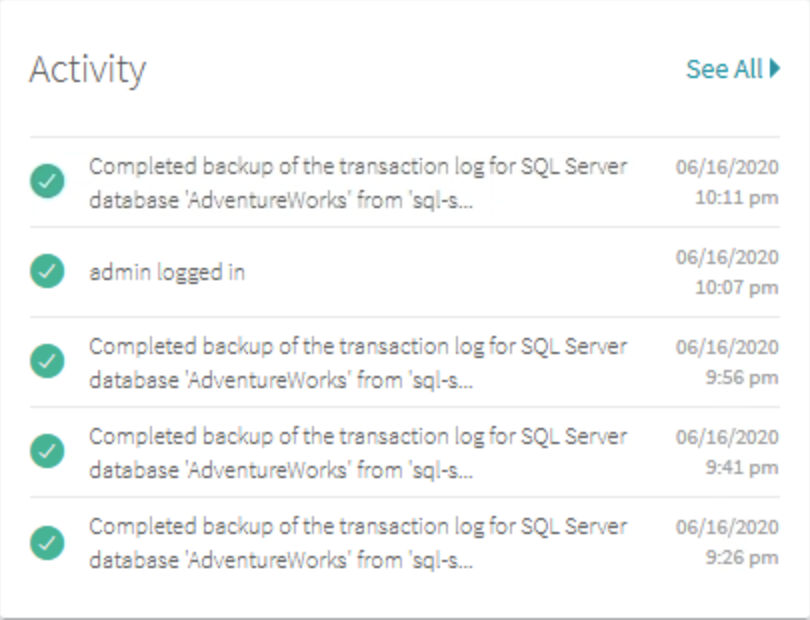 Activity
See All
Completed backup of the transaction log for SQL Server
database 'AdventureWorks' from 'sql-s...
06/16/2020
10:11 pm
admin logged in
06/16/2020
10:07 pm
Completed backup of the transaction log for SQL Server
database 'AdventureWorks' from 'sql-s...
06/16/2020
9:56 pm
Completed backup of the transaction log for SQL Server
database 'AdventureWorks' from 'sql-s...
06/16/2020
9:41 pm
Completed backup of the transaction log for SQL Server
database 'AdventureWorks' from 'sql-s...
06/16/2020
9:26 pm